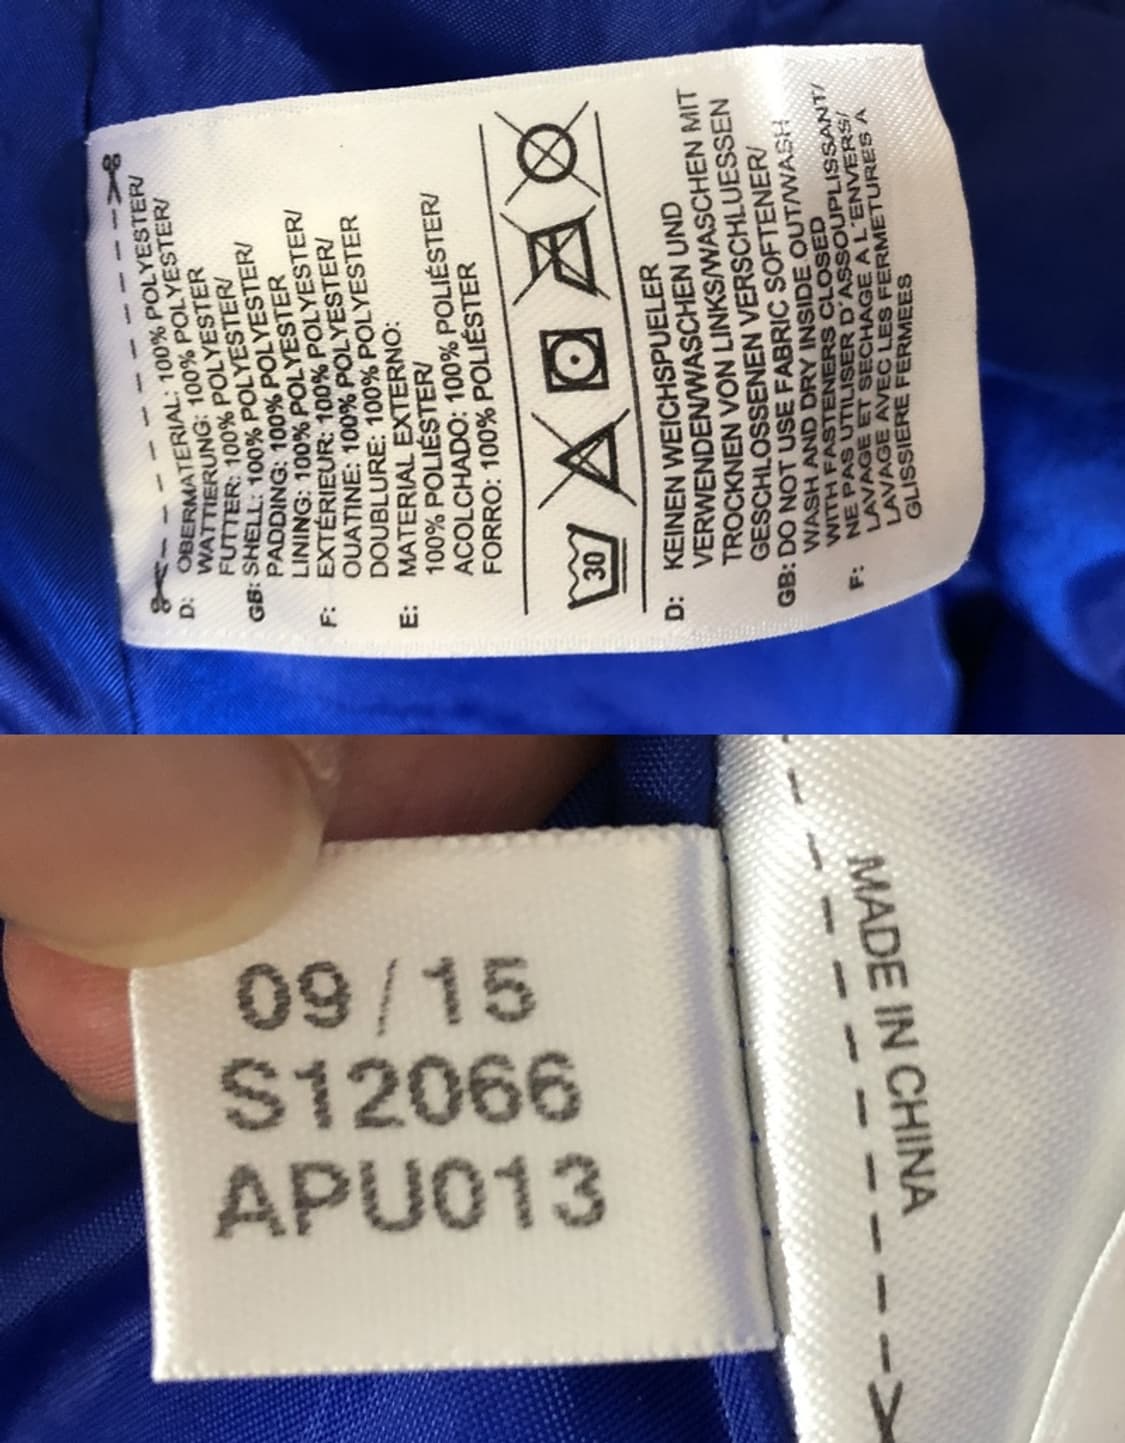 D: OBERMATERIAL: 100% POLYESTER/
WATTIERUNG: 100% POLYESTER/
FUTTER: 100% POLYESTER
GB: SHELL: 100% POLYESTER/
PADDING: 100% POLYESTER/
LINING: 100% POLYESTER
F: EXTÉRIEUR: 100% POLYESTER/
OUATINE: 100% POLYESTER/
DOUBLURE: 100% POLYESTER
E: MATERIAL EXTERNO:
100% POLIÉSTER/
ACOLCHADO: 100% POLIÉSTER/
FORRO: 100% POLIÉSTER
30
D: KEINEN WEICHSPUELER
VERWENDEN/WASCHEN UND
TROCKNEN VON LINKS/WASCHEN MIT
GESCHLOSSENEN VERSCHLUESSEN
GB: DO NOT USE FABRIC SOFTENER/
WASH AND DRY INSIDE OUT/WASH
WITH FASTENERS CLOSED
F: NE PAS UTILISER D'ASSOUPLISSANT/
LAVAGE ET SECHAGE A L'ENVERS/
LAVAGE AVEC LES FERMETURES A
GLISSIERE FERMES
09/15
S12066
APU013
MADE IN CHINA